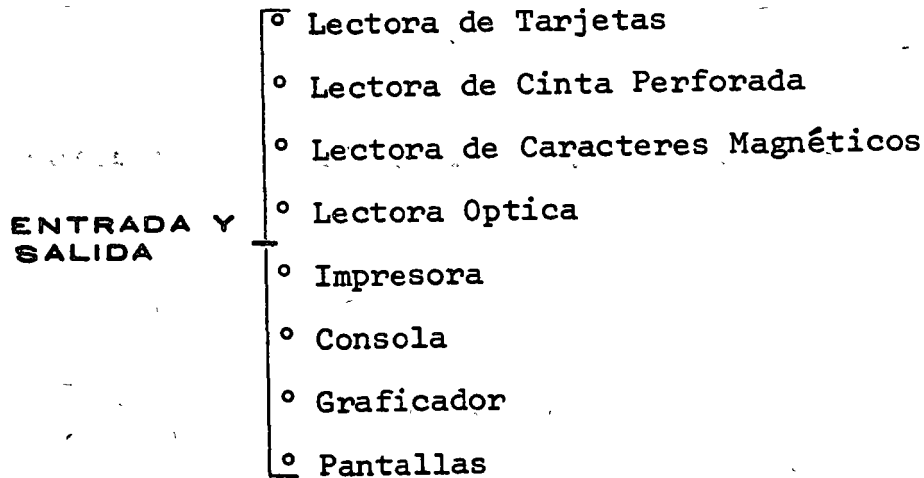 ° Lectora de Tarjetas
° Lectora de Cinta Perforada
° Lectora de Caracteres Magnéticos
ENTRADA Y
SALIDA
° Lectora Optica
° Impresora
° Consola
° Graficador
° Pantallas